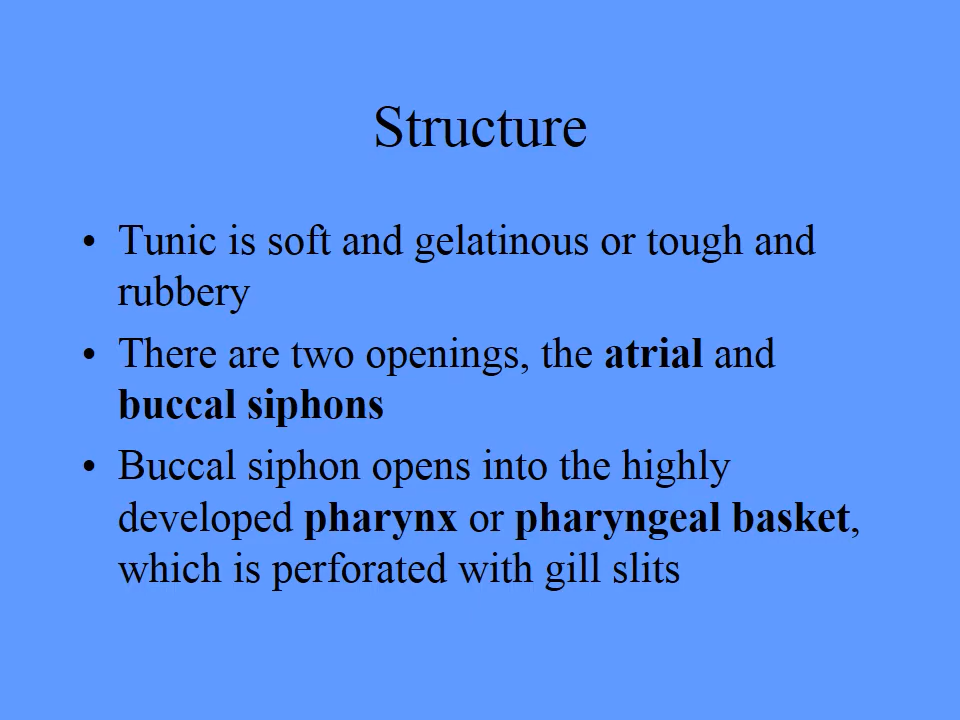 Structure
• Tunic is soft and gelatinous or tough and
rubbery
• There are two openings, the atrial and
buccal siphons
• Buccal siphon opens into the highly
developed pharynx or pharyngeal basket,
which is perforated with gill slits